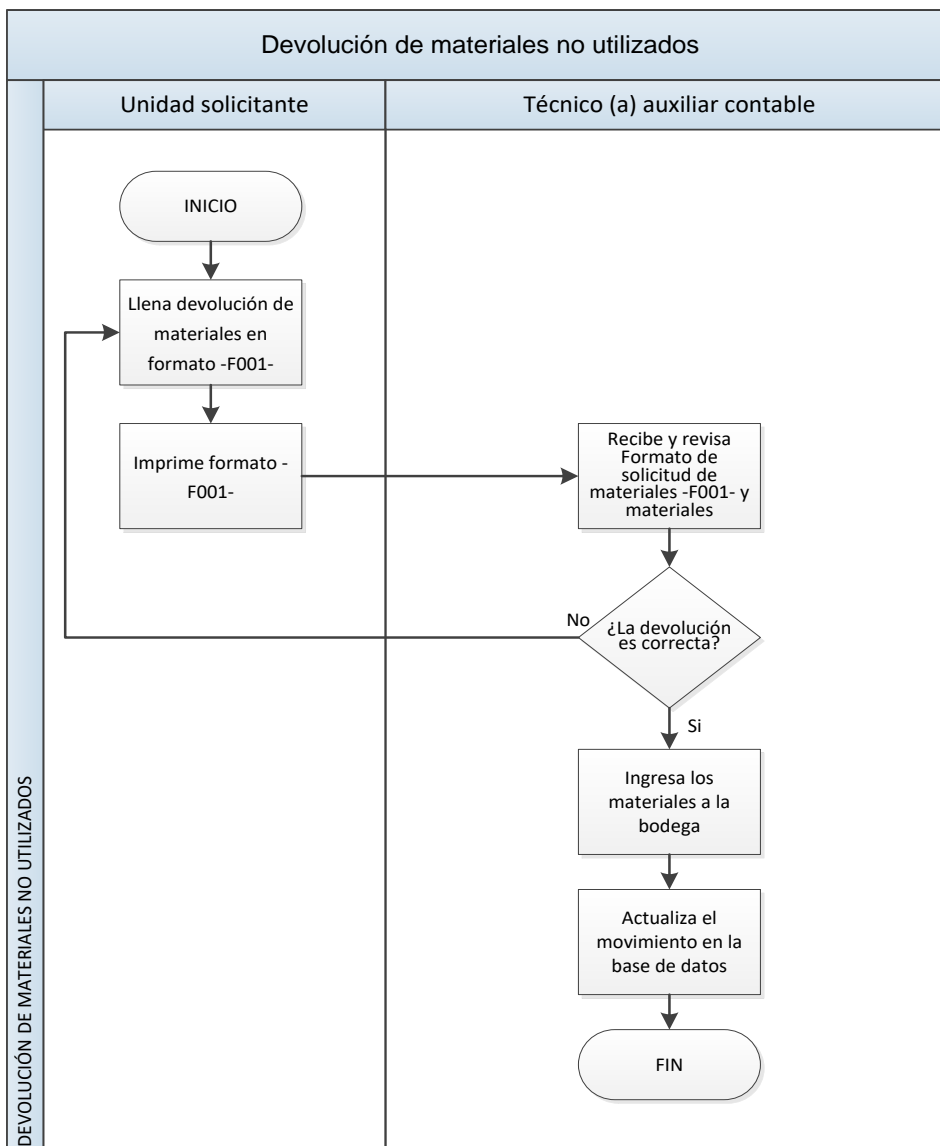 Devolución de materiales no utilizados
Unidad solicitante
Técnico (a) auxiliar contable
INICIO
Llena devolución de
materiales en
formato -F001-
Imprime formato -
F001-
Recibe y revisa
Formato de
solicitud de
materiales -F001- y
materiales
¿La devolución
es correcta?
No
Si
Ingresa los
materiales a la
bodega
Actualiza el
movimiento en la
base de datos
FIN
DEVOLUCIÓN DE MATERIALES NO UTILIZADOS